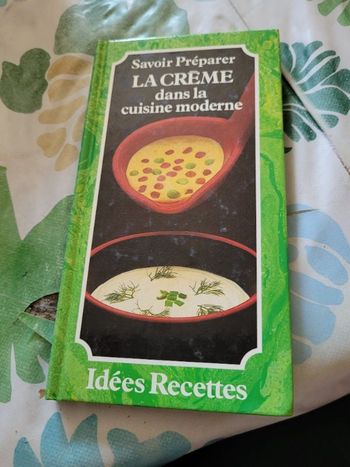 Savoir Préparer
LA CRÈME
dans la
cuisine moderne
Idées Recettes